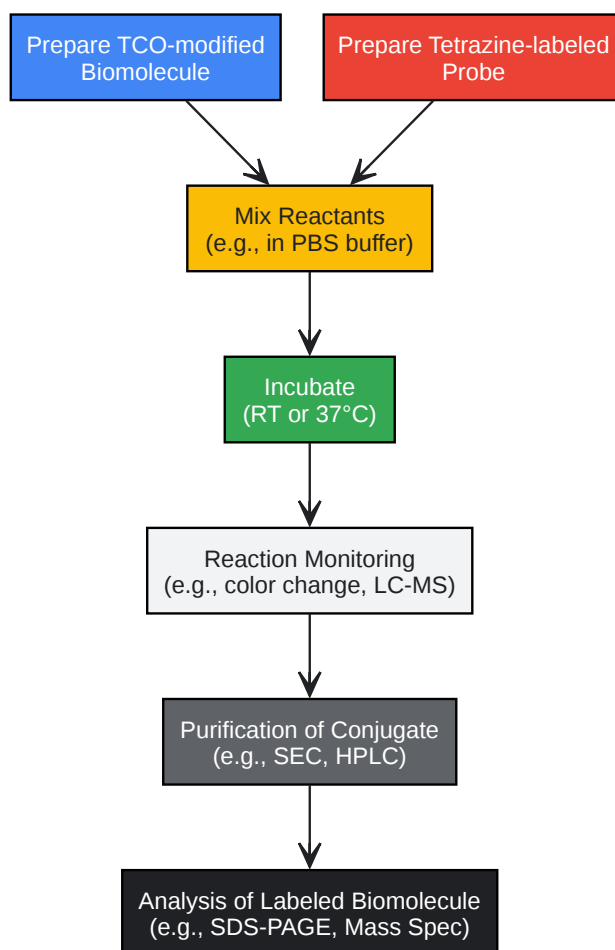 Prepare TCO-modified
Biomolecule
Prepare Tetrazine-labeled
Probe
Mix Reactants
(e.g., in PBS buffer)
Incubate
(RT or 37°C)
Reaction Monitoring
(e.g., color change, LC-MS)
Purification of Conjugate
(e.g., SEC, HPLC)
Analysis of Labeled Biomolecule
(e.g., SDS-PAGE, Mass Spec)